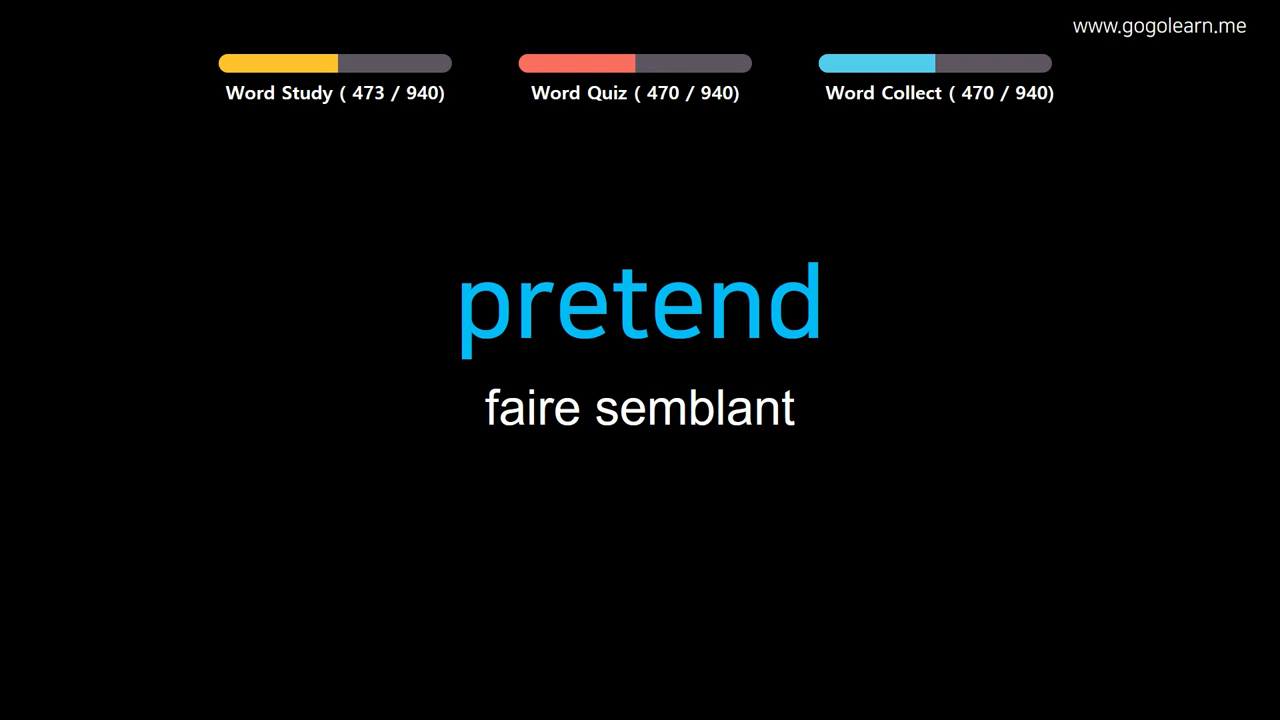 www.gogolearn.me
Word Study ( 473 / 940)
Word Quiz ( 470 / 940)
Word Collect ( 470 / 940)
pretend
faire semblant